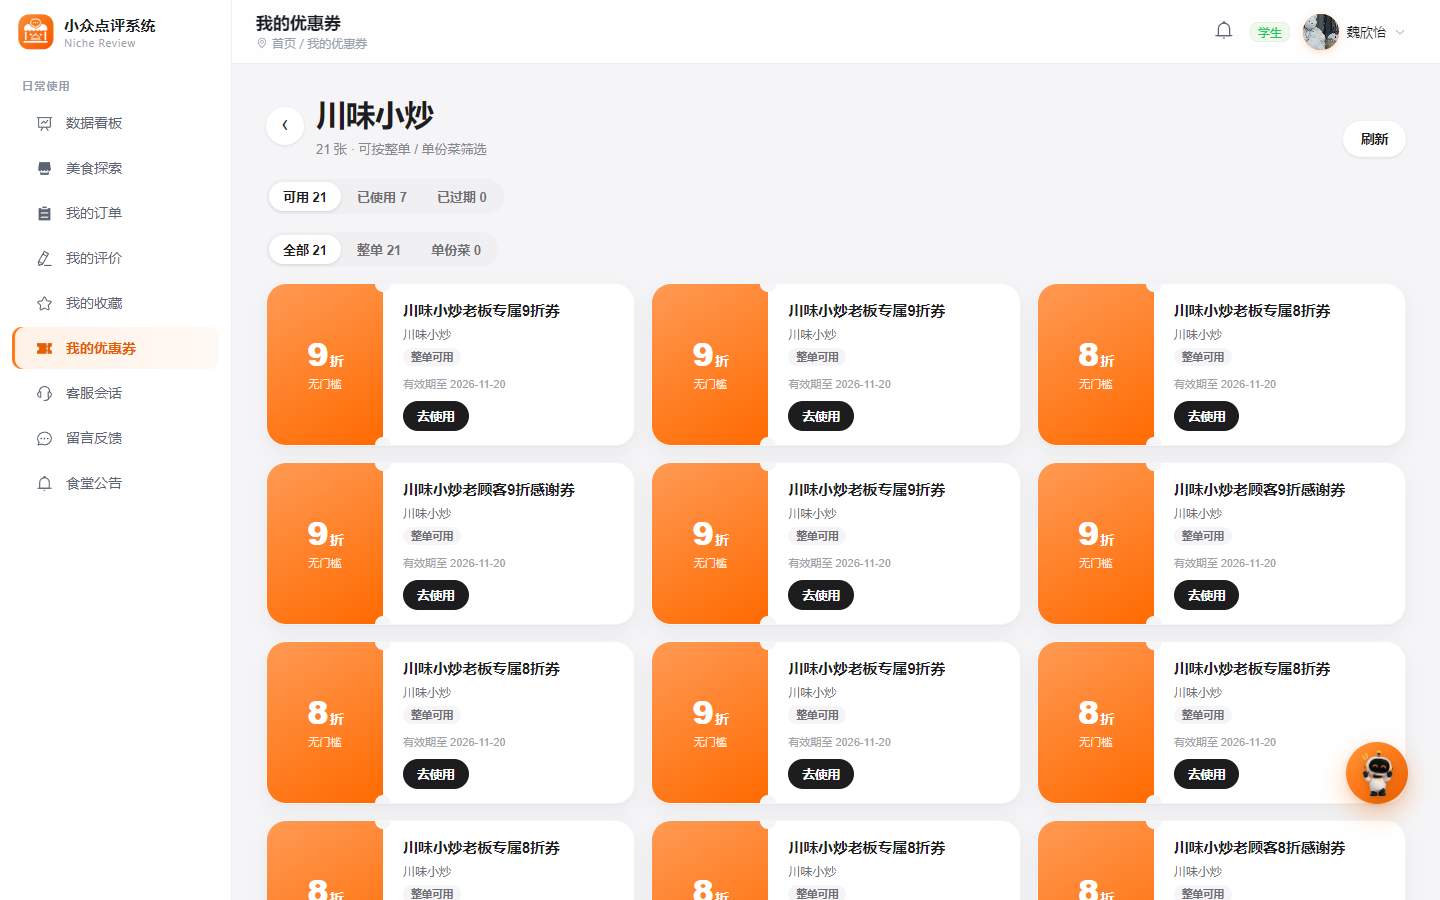 小众点评系统
Niche Review
日常使用
数据看板
美食探索
我的订单
我的评价
我的收藏
我的优惠券
客服会话
留言反馈
食堂公告
我的优惠券
首页 / 我的优惠券
学生
魏欣怡
川味小炒
21 张 · 可按整单 / 单份菜筛选
刷新
可用 21 已使用 7 已过期 0
全部 21 整单 21 单份菜 0
9折
无门槛
川味小炒老板专属9折券
川味小炒
整单可用
有效期至 2026-11-20
去使用
9折
无门槛
川味小炒老板专属9折券
川味小炒
整单可用
有效期至 2026-11-20
去使用
8折
无门槛
川味小炒老板专属8折券
川味小炒
整单可用
有效期至 2026-11-20
去使用
9折
无门槛
川味小炒老顾客9折感谢券
川味小炒
整单可用
有效期至 2026-11-20
去使用
9折
无门槛
川味小炒老板专属9折券
川味小炒
整单可用
有效期至 2026-11-20
去使用
9折
无门槛
川味小炒老顾客9折感谢券
川味小炒
整单可用
有效期至 2026-11-20
去使用
8折
无门槛
川味小炒老板专属8折券
川味小炒
整单可用
有效期至 2026-11-20
去使用
9折
无门槛
川味小炒老板专属9折券
川味小炒
整单可用
有效期至 2026-11-20
去使用
8折
无门槛
川味小炒老板专属8折券
川味小炒
整单可用
有效期至 2026-11-20
去使用
8折
川味小炒老板专属8折券
川味小炒
整单可用
8折
川味小炒老板专属8折券
川味小炒
整单可用
8折
川味小炒老顾客8折感谢券
川味小炒
整单可用